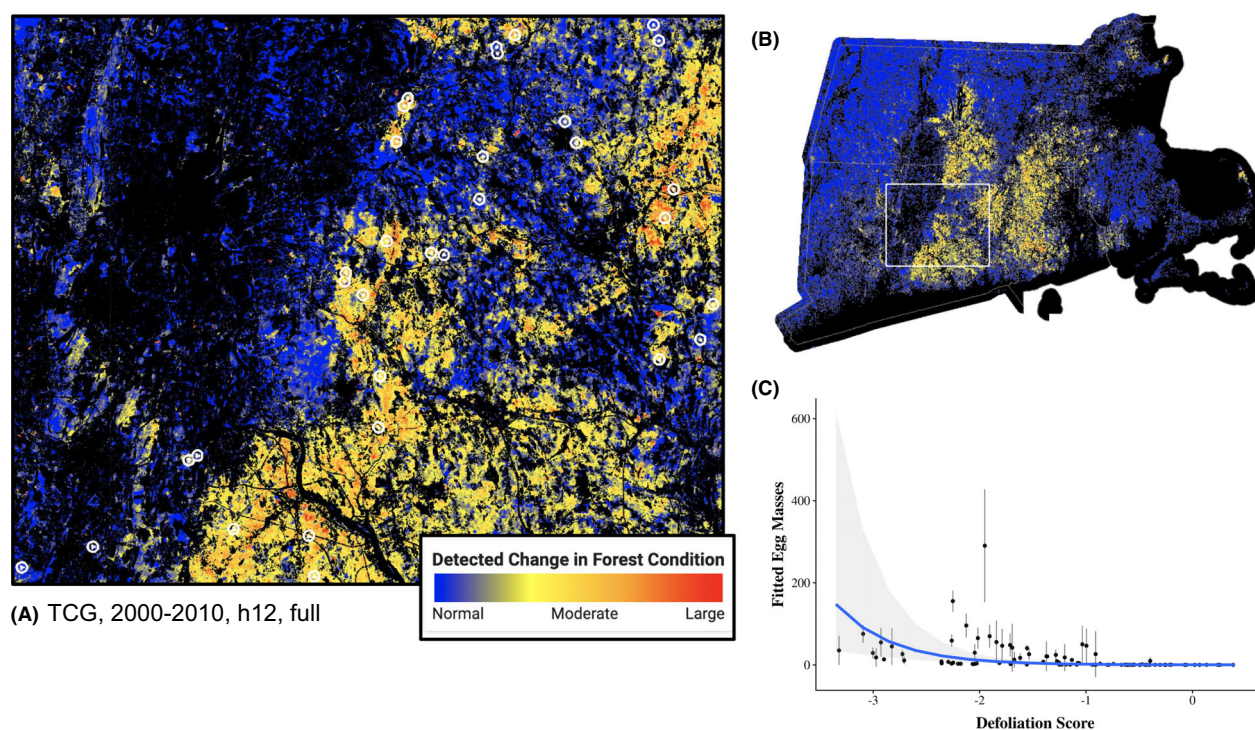 (A) TCG, 2000-2010, h12, full
Detected Change in Forest Condition
Normal Moderate Large
(B)
(C)
Fitted Egg Masses
600
400
200
0
-3 -2 -1 0
Defoliation Score